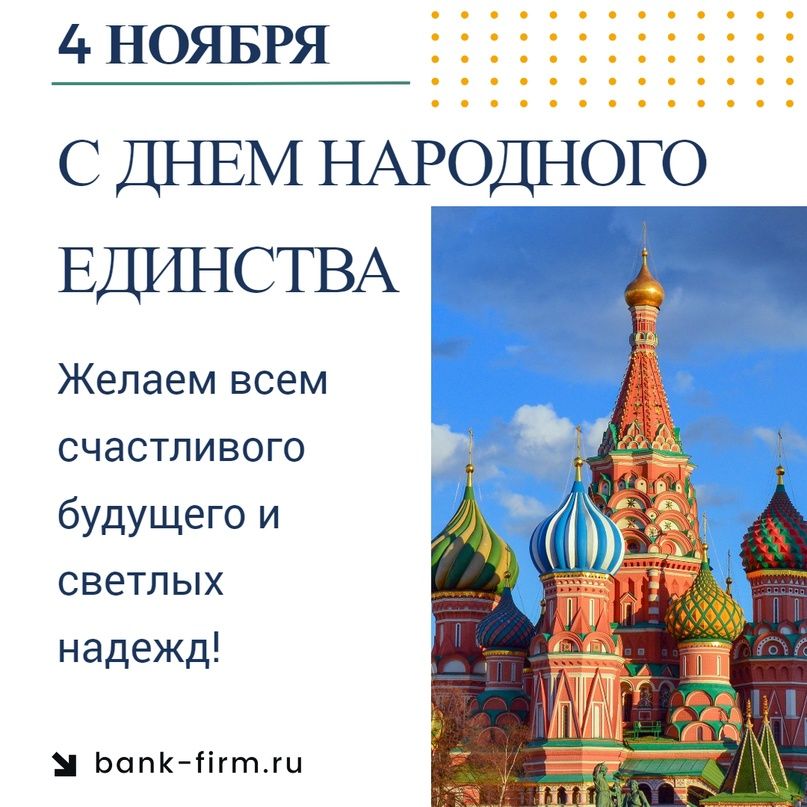 4 НОЯБРЯ
С ДНЕМ НАРОДНОГО
ЕДИНСТВА
Желаем всем
счастливого
будущего и
светлых
надежд!
bank-firm.ru